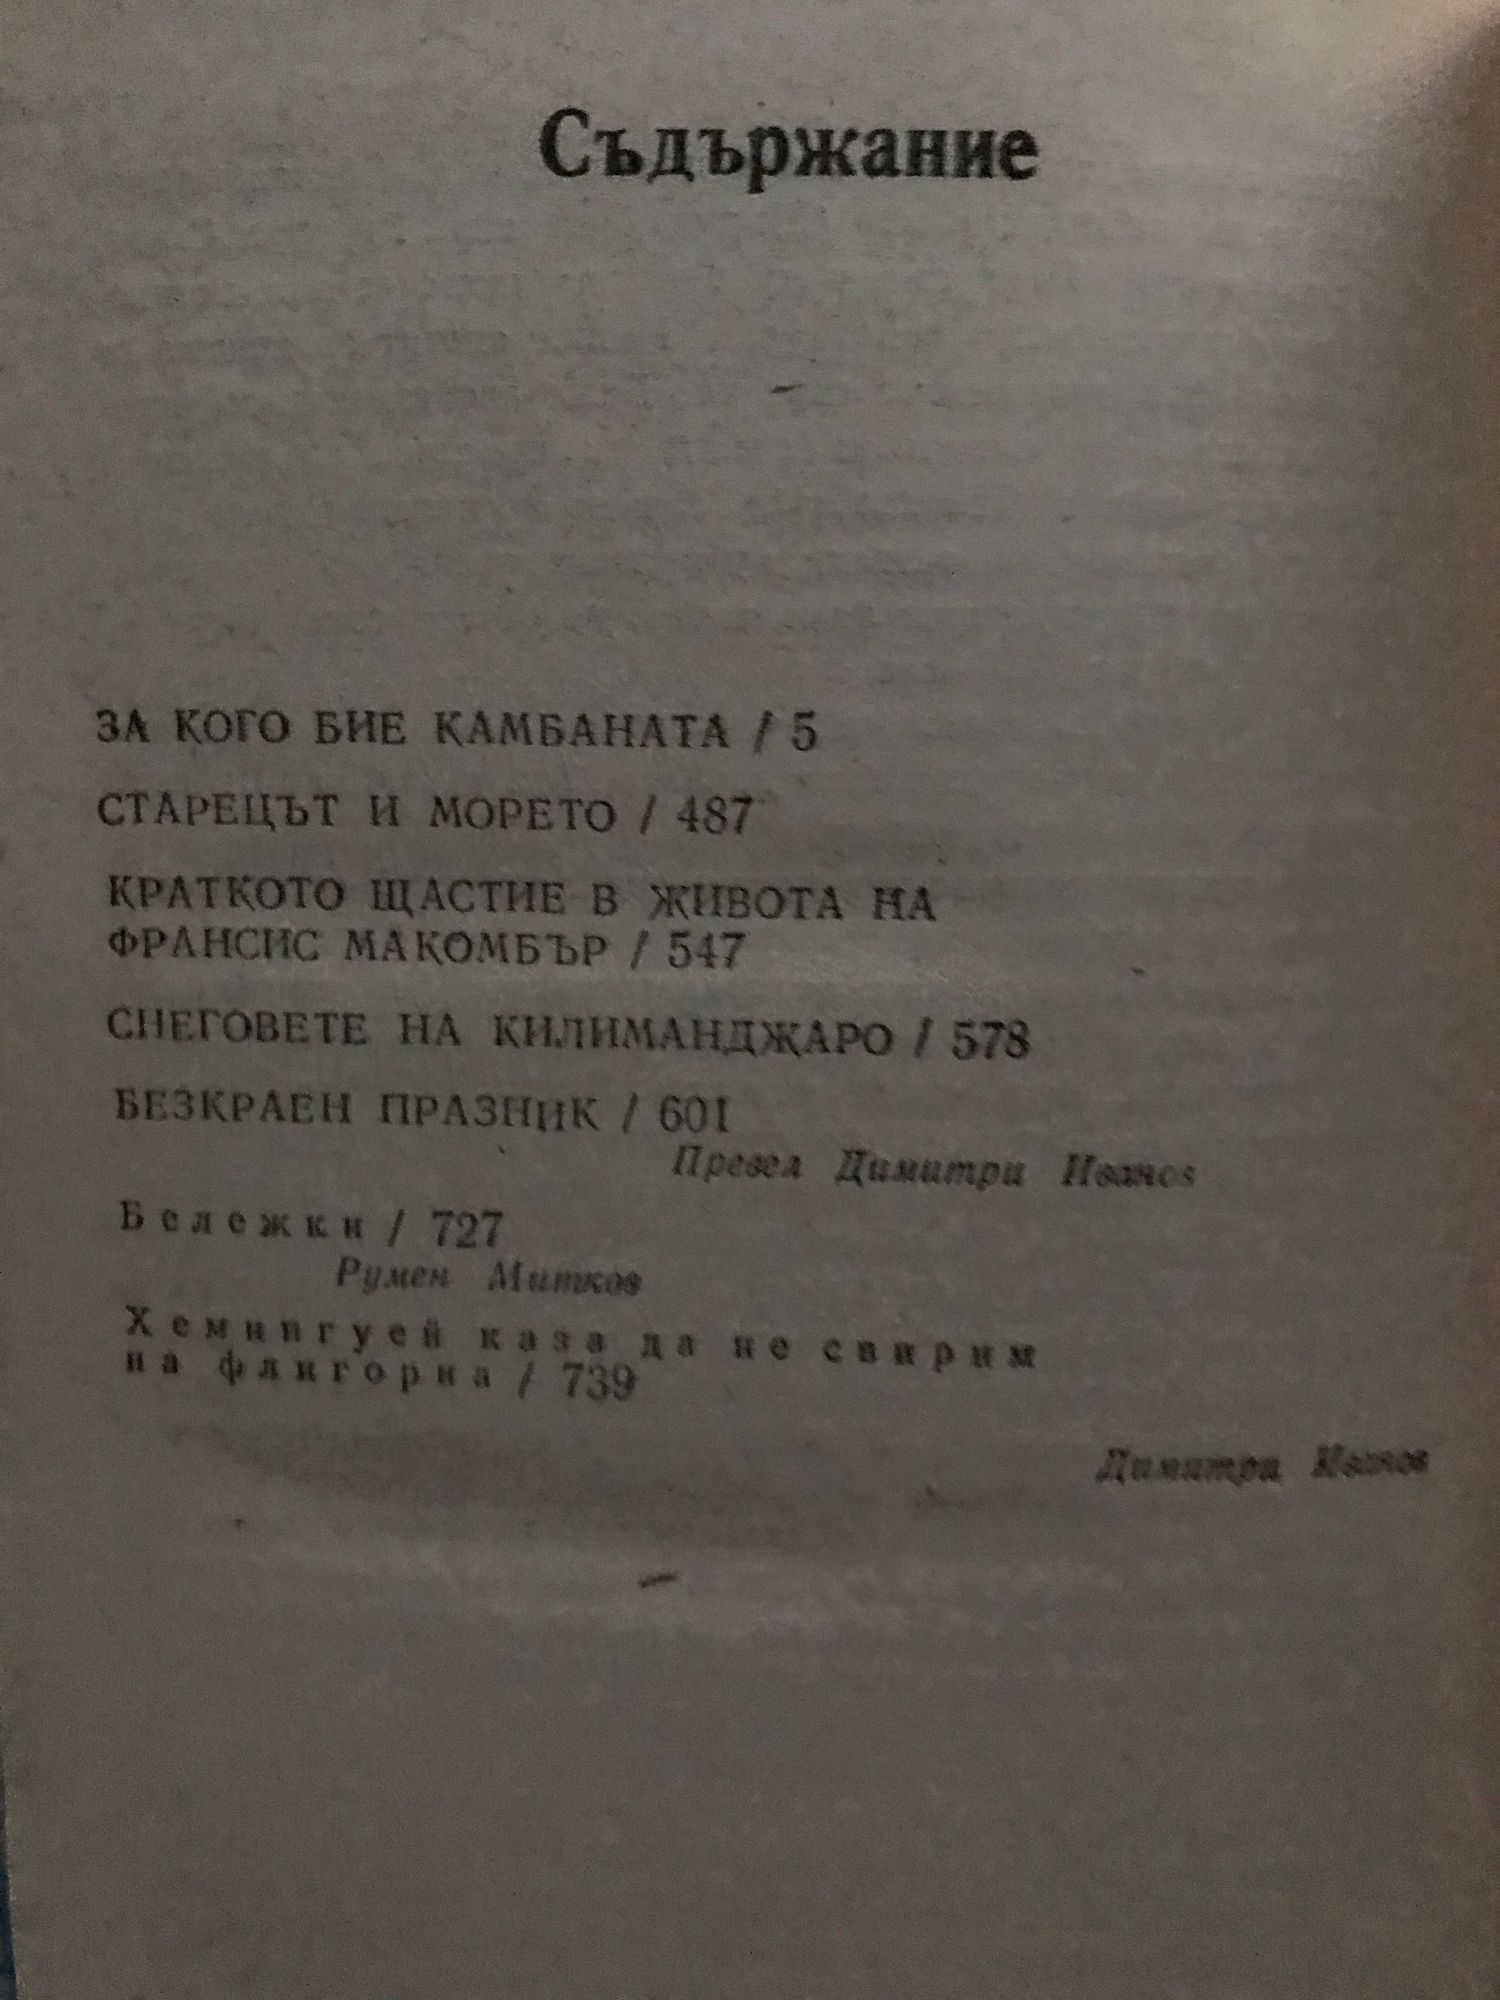 Съдържание
ЗА КОГО БИЕ КАМБАНАТА / 5
СТАРЕЦЪТ И МОРЕТО / 487
КРАТКОТО ЩАСТИЕ В ЖИВОТА НА
ФРАНСИС МАКОМБЪР / 547
СНЕГОВЕТЕ НА КИЛИМАНДЖАРО / 578
БЕЗКРАЕН ПРАЗНИК / 601
Превел Димитри Иванов
Бележки / 727
Румен Митков
Хемингуей каза да не свирим
на флигорна / 739
Димитри Иванов